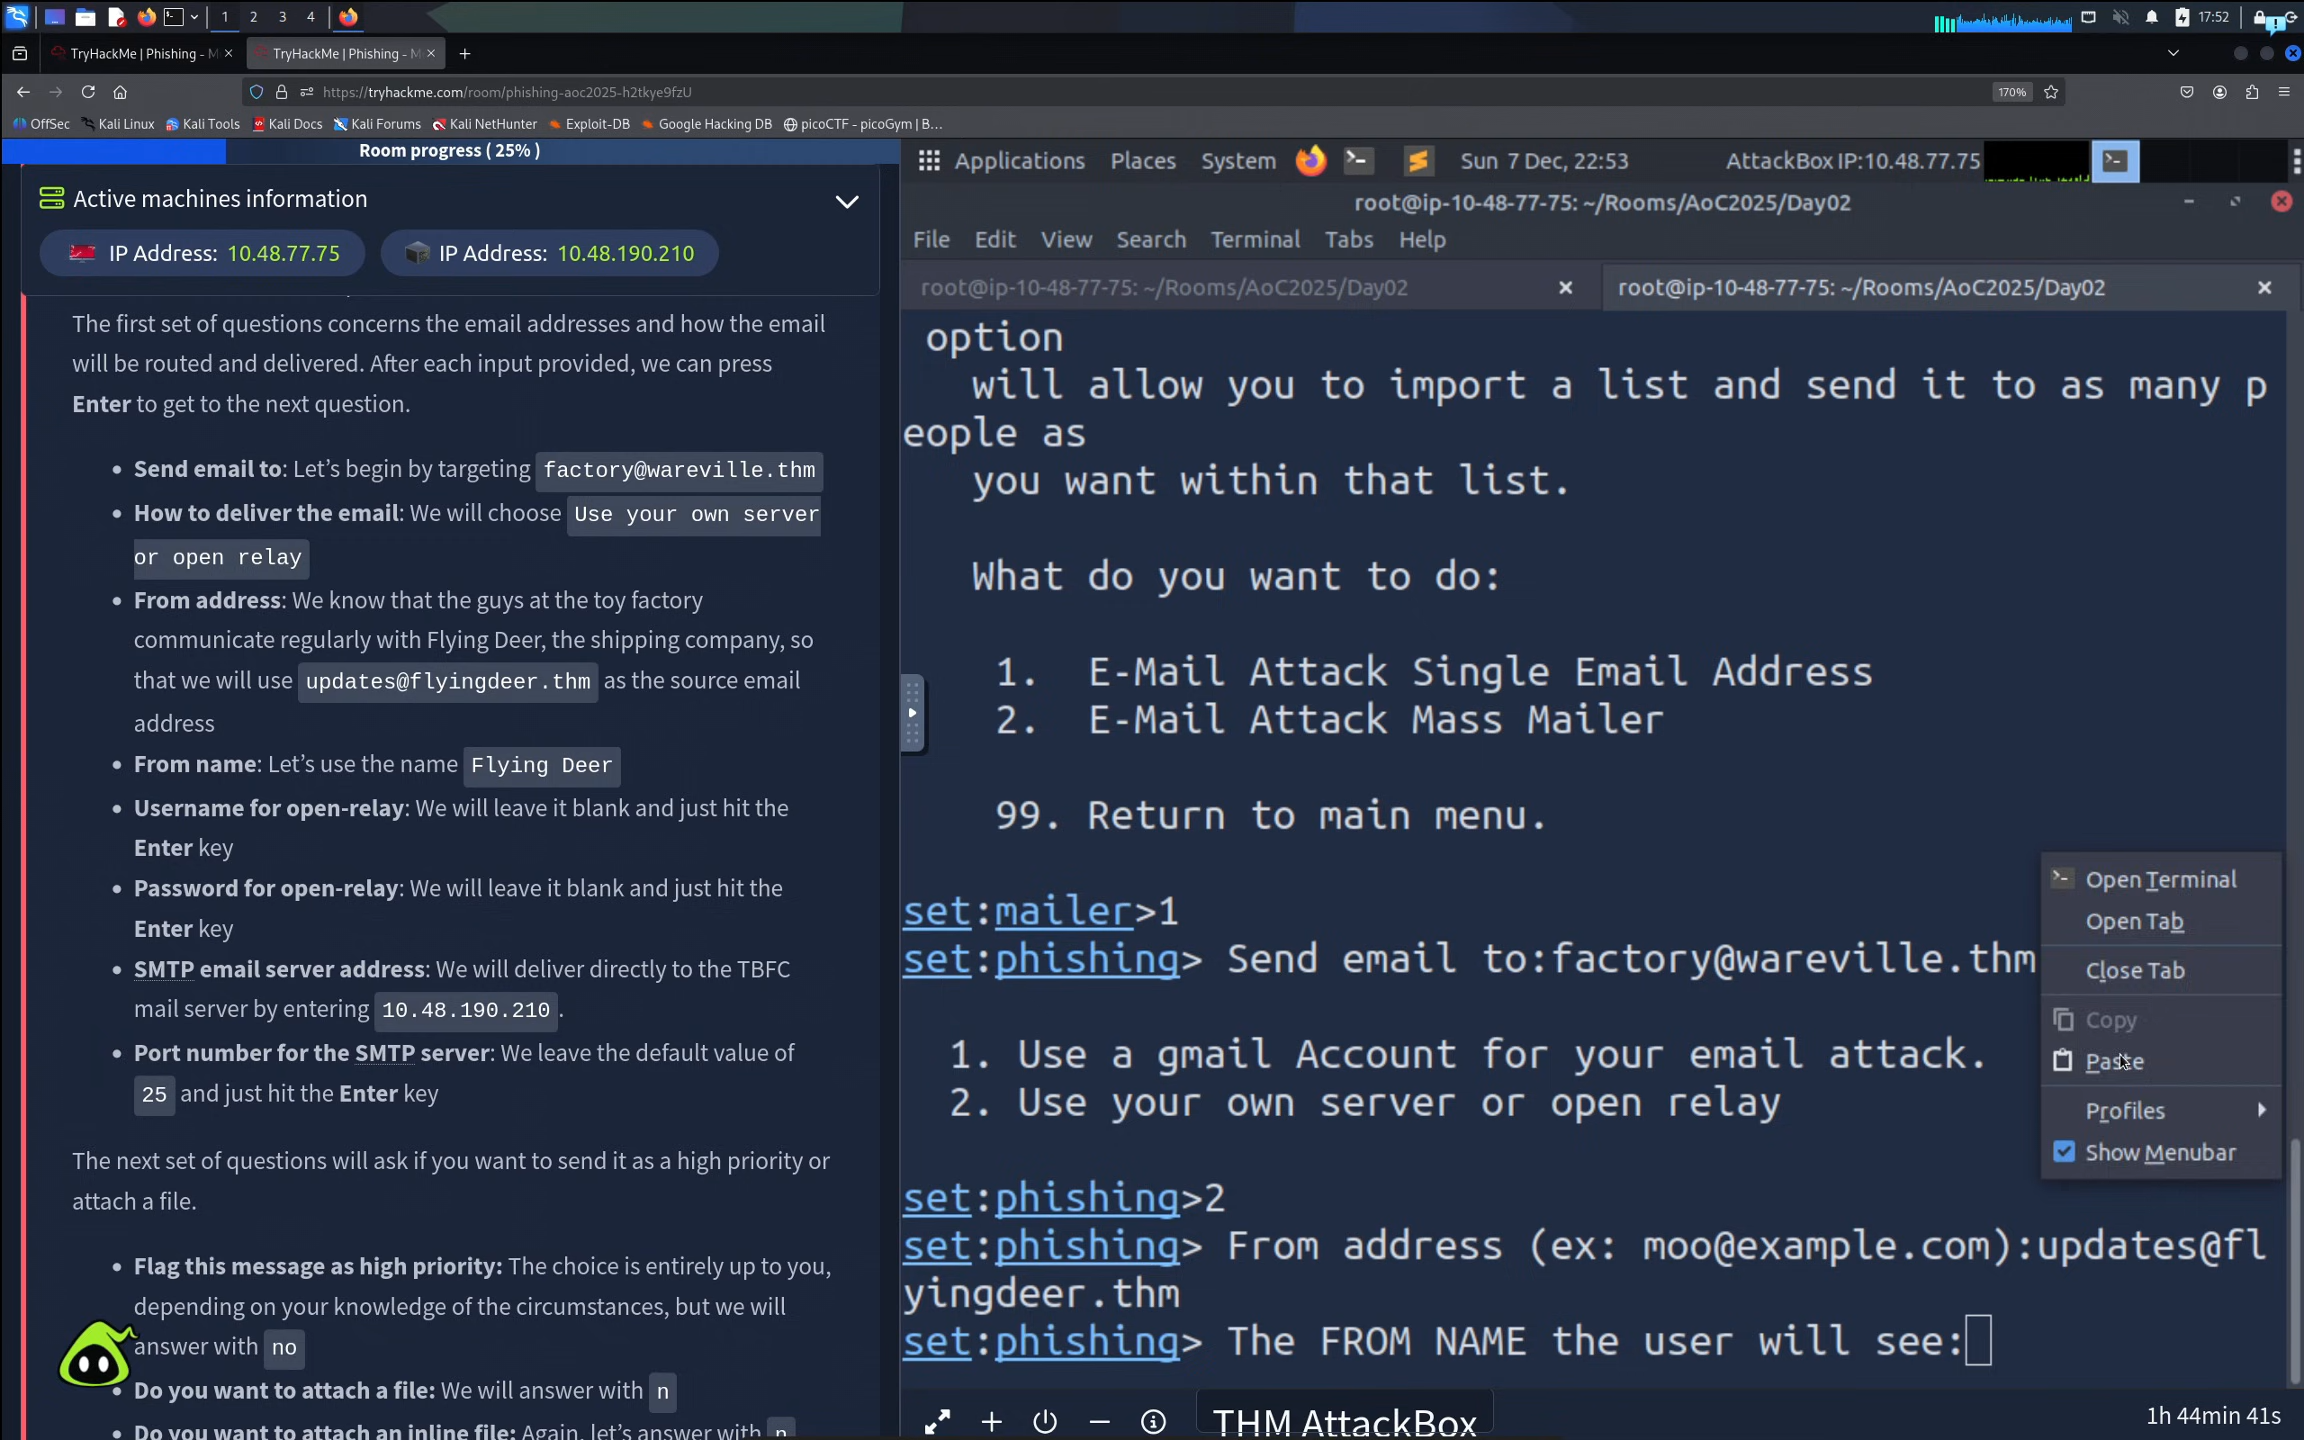 1
2
3
4
17:52
TryHackMe | Phishing - M
TryHackMe | Phishing - M
https://tryhackme.com/room/phishing-aoc2025-h2tkye9fzU
170%
OffSec
Kali Linux
Kali Tools
Kali Docs
Kali Forums
Kali NetHunter
Exploit-DB
Google Hacking DB
picoCTF - picoGym | B…
Room progress ( 25% )
Active machines information
IP Address: 10.48.77.75
IP Address: 10.48.190.210
The first set of questions concerns the email addresses and how the email
will be routed and delivered. After each input provided, we can press
Enter to get to the next question.
• Send email to: Let’s begin by targeting factory@wareville.thm
• How to deliver the email: We will choose Use your own server
or open relay
• From address: We know that the guys at the toy factory
communicate regularly with Flying Deer, the shipping company, so
that we will use updates@flyingdeer.thm as the source email
address
• From name: Let’s use the name Flying Deer
• Username for open-relay: We will leave it blank and just hit the
Enter key
• Password for open-relay: We will leave it blank and just hit the
Enter key
• SMTP email server address: We will deliver directly to the TBFC
mail server by entering 10.48.190.210 .
• Port number for the SMTP server: We leave the default value of
25 and just hit the Enter key
The next set of questions will ask if you want to send it as a high priority or
attach a file.
• Flag this message as high priority: The choice is entirely up to you,
depending on your knowledge of the circumstances, but we will
answer with no
• Do you want to attach a file: We will answer with n
• Do you want to attach an inline file: Again, let’s answer with n
Applications Places System Sun 7 Dec, 22:53 AttackBox IP:10.48.77.75
root@ip-10-48-77-75: ~/Rooms/AoC2025/Day02
File Edit View Search Terminal Tabs Help
root@ip-10-48-77-75: ~/Rooms/AoC2025/Day02
root@ip-10-48-77-75: ~/Rooms/AoC2025/Day02
option
will allow you to import a list and send it to as many p
eople as
you want within that list.
What do you want to do:
1. E-Mail Attack Single Email Address
2. E-Mail Attack Mass Mailer
99. Return to main menu.
set:mailer>1
set:phishing> Send email to:factory@wareville.thm
1. Use a gmail Account for your email attack.
2. Use your own server or open relay
set:phishing>2
set:phishing> From address (ex: moo@example.com):updates@fl
yingdeer.thm
set:phishing> The FROM NAME the user will see:
Open Terminal
Open Tab
Close Tab
Copy
Paste
Profiles
Show Menubar
THM AttackBox
1h 44min 41s